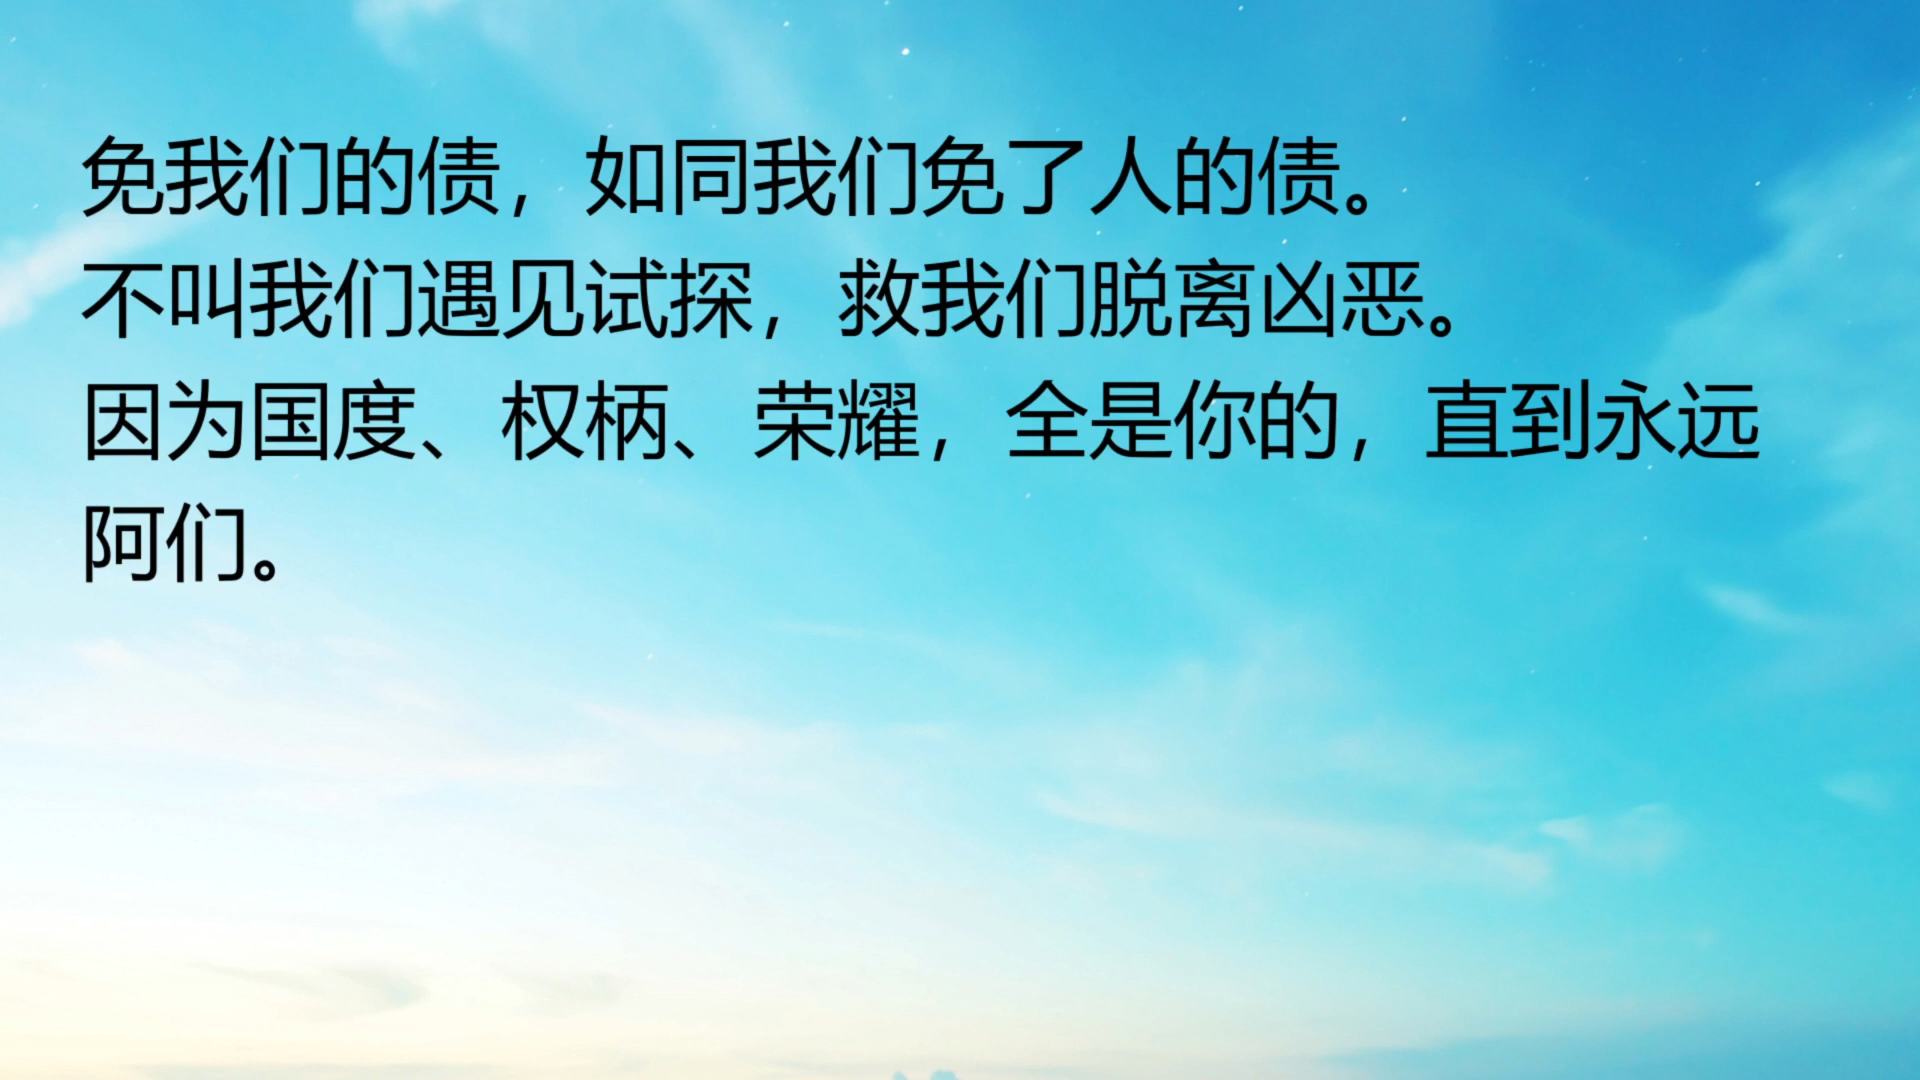 免我们的债，如同我们免了人的债。
不叫我们遇见试探，救我们脱离凶恶。
因为国度、权柄、荣耀，全是你的，直到永远
阿们。